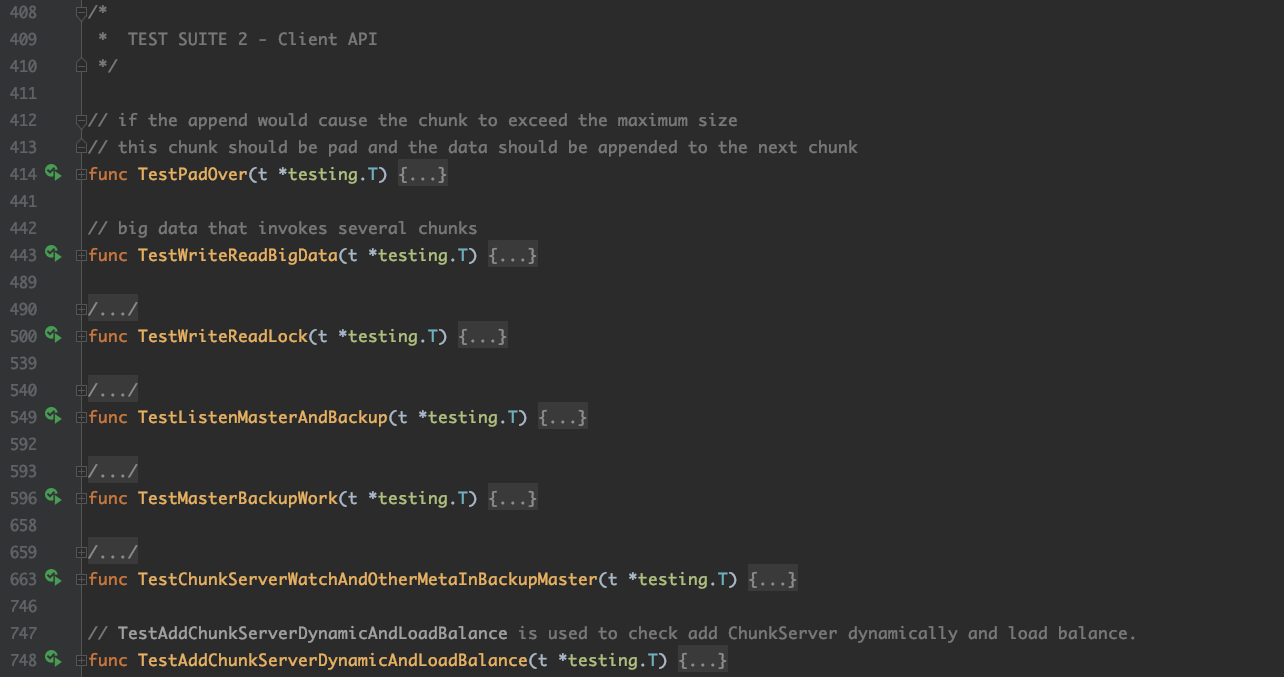 408 /*
409  *  TEST SUITE 2 - Client API
410  */
411
412 // if the append would cause the chunk to exceed the maximum size
413 // this chunk should be pad and the data should be appended to the next chunk
414 func TestPadOver(t *testing.T) {...}
441
442 // big data that invokes several chunks
443 func TestWriteReadBigData(t *testing.T) {...}
489
490 /.../
500 func TestWriteReadLock(t *testing.T) {...}
539
540 /.../
549 func TestListenMasterAndBackup(t *testing.T) {...}
592
593 /.../
596 func TestMasterBackupWork(t *testing.T) {...}
658
659 /.../
663 func TestChunkServerWatchAndOtherMetaInBackupMaster(t *testing.T) {...}
746
747 // TestAddChunkServerDynamicAndLoadBalance is used to check add ChunkServer dynamically and load balance.
748 func TestAddChunkServerDynamicAndLoadBalance(t *testing.T) {...}